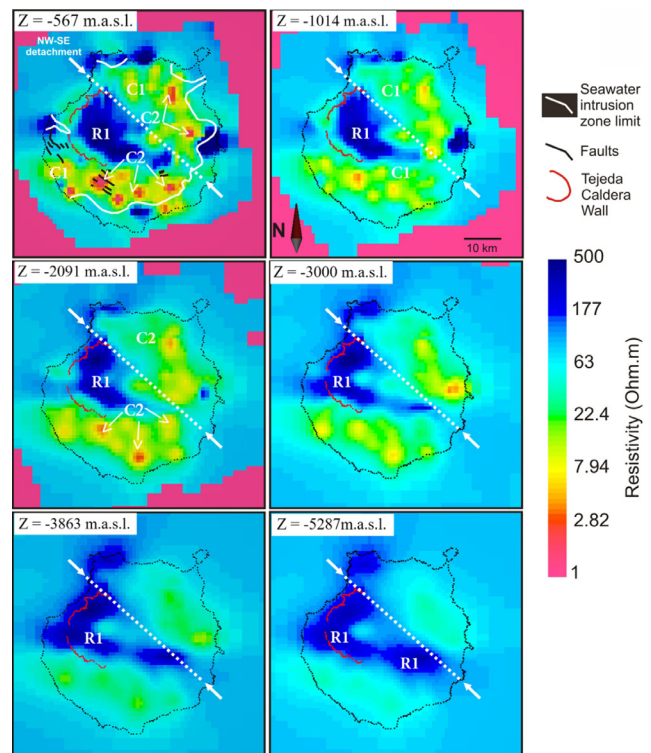 Z = -567 m.a.s.l.
NW-SE
detachment
C1
C2
R1
C2
C1
Z = -1014 m.a.s.l.
C1
R1
C1
N
10 km
Seawater
intrusion
zone limit
Faults
Tejeda
Caldera
Wall
Z = -2091 m.a.s.l.
C2
R1
C2
Z = -3000 m.a.s.l.
R1
500
177
63
22.4
7.94
2.82
1
Resistivity (Ohm.m)
Z = -3863 m.a.s.l.
R1
Z = -5287m.a.s.l.
R1
R1